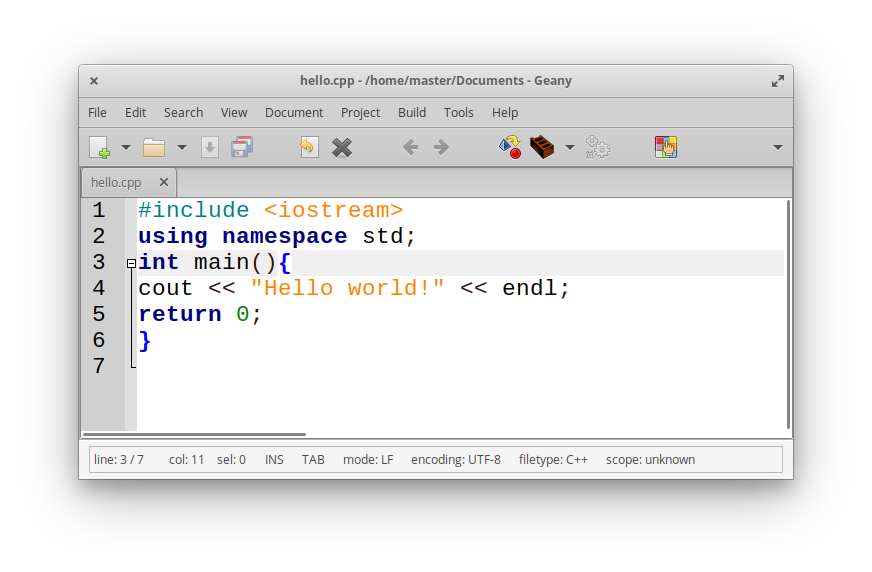 hello.cpp - /home/master/Documents - Geany
File Edit Search View Document Project Build Tools Help
hello.cpp
1 #include <iostream>
2 using namespace std;
3 int main(){
4 cout << "Hello world!" << endl;
5 return 0;
6 }
7
line: 3 / 7 col: 11 sel: 0 INS TAB mode: LF encoding: UTF-8 filetype: C++ scope: unknown